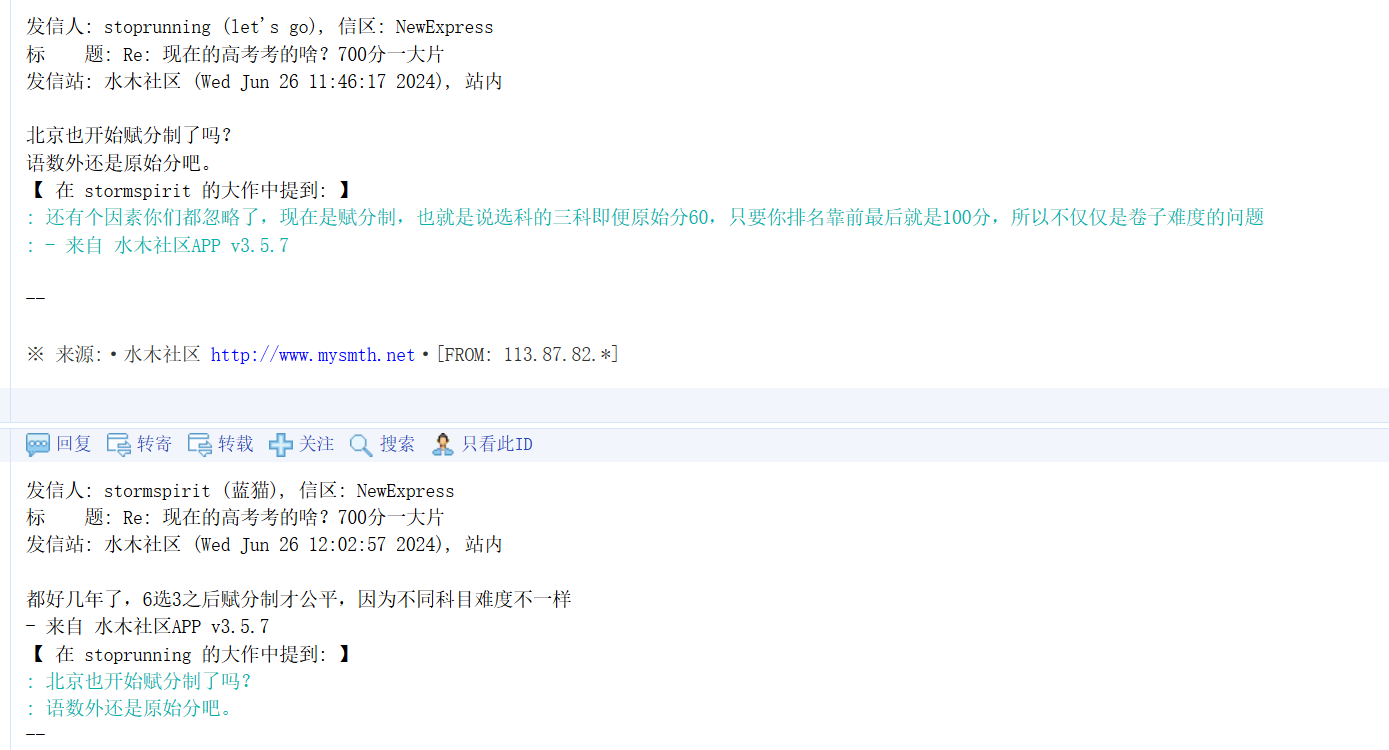 发信人: stoprunning (let's go), 信区: NewExpress
标    题: Re: 现在的高考考的啥？700分一大片
发信站: 水木社区 (Wed Jun 26 11:46:17 2024), 站内
北京也开始赋分制了吗？
语数外还是原始分吧。
【 在 stormspirit 的大作中提到: 】
: 还有个因素你们都忽略了，现在是赋分制，也就是说选科的三科即便原始分60，只要你排名靠前最后就是100分，所以不仅仅是卷子难度的问题
: - 来自 水木社区APP v3.5.7
--
※ 来源:·水木社区 http://www.mysmth.net·[FROM: 113.87.82.*]
回复 转寄 转载 关注 搜索 只看此ID
发信人: stormspirit (蓝猫), 信区: NewExpress
标    题: Re: 现在的高考考的啥？700分一大片
发信站: 水木社区 (Wed Jun 26 12:02:57 2024), 站内
都好几年了，6选3之后赋分制才公平，因为不同科目难度不一样
- 来自 水木社区APP v3.5.7
【 在 stoprunning 的大作中提到: 】
: 北京也开始赋分制了吗？
: 语数外还是原始分吧。
--